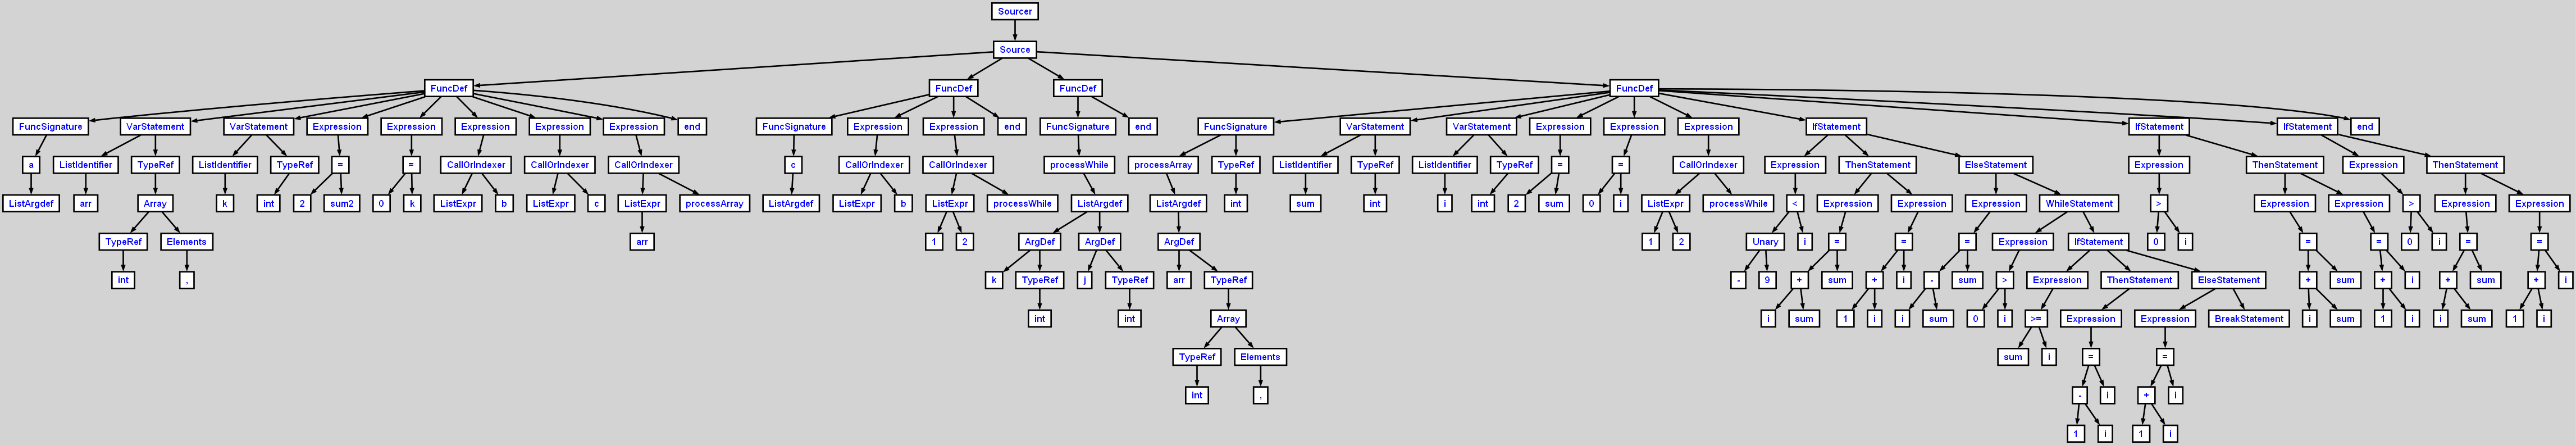 Sourcer
Source
FuncDef FuncDef FuncDef FuncDef
FuncSignature VarStatement VarStatement Expression Expression Expression Expression Expression end FuncSignature Expression Expression end FuncSignature end FuncSignature VarStatement VarStatement Expression Expression Expression IfStatement IfStatement IfStatement end
a ListIdentifier TypeRef ListIdentifier TypeRef = = CallOrIndexer CallOrIndexer CallOrIndexer c CallOrIndexer CallOrIndexer processWhile processArray TypeRef ListIdentifier TypeRef ListIdentifier TypeRef = = CallOrIndexer Expression ThenStatement ElseStatement Expression ThenStatement Expression ThenStatement
ListArgdef arr Array k int 2 sum2 0 k ListExpr b ListExpr c ListExpr processArray ListArgdef ListExpr b ListExpr processWhile ListArgdef ListArgdef int sum int i int 2 sum 0 i ListExpr processWhile < Expression Expression Expression WhileStatement > Expression Expression > Expression Expression
TypeRef Elements arr 1 2 ArgDef ArgDef ArgDef 1 2 Unary i = = = Expression IfStatement 0 i = = 0 i = =
int , k TypeRef j TypeRef arr TypeRef - 9 + sum + i - sum > Expression ThenStatement ElseStatement + sum + i + sum + i
int int Array i sum 1 i i sum 0 i >= Expression Expression BreakStatement i sum 1 i i sum 1 i
TypeRef Elements sum i = =
int , - i + i
1 i 1 i